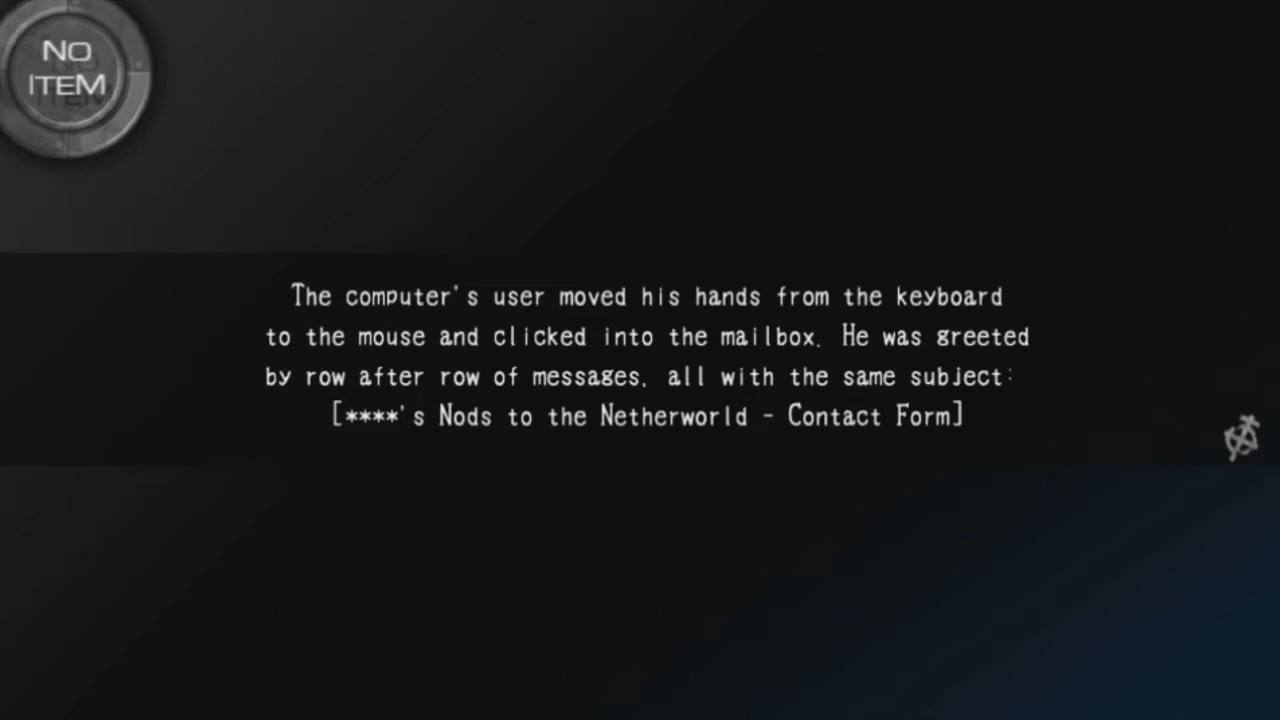 NO
ITEM
The computer's user moved his hands from the keyboard
to the mouse and clicked into the mailbox. He was greeted
by row after row of messages, all with the same subject:
[****'s Nods to the Netherworld - Contact Form]